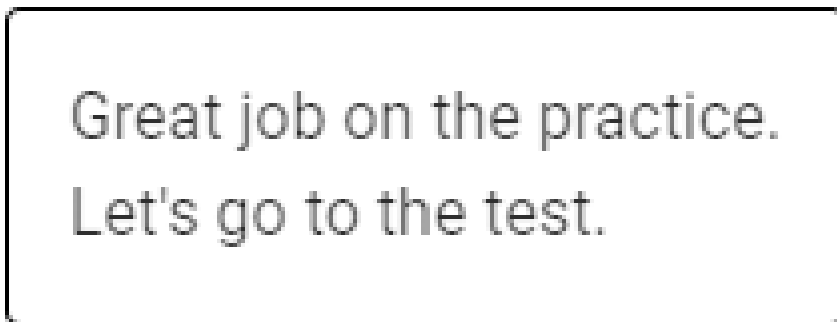 Great job on the practice.
Let's go to the test.